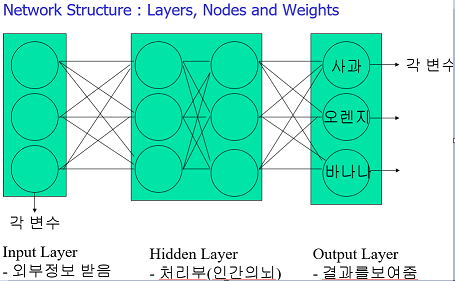 Network Structure : Layers, Nodes and Weights
사과
각 변수
오렌지
바나나
각 변수
Input Layer
- 외부정보 받음
Hidden Layer
- 처리부(인간의뇌)
Output Layer
- 결과를보여줌